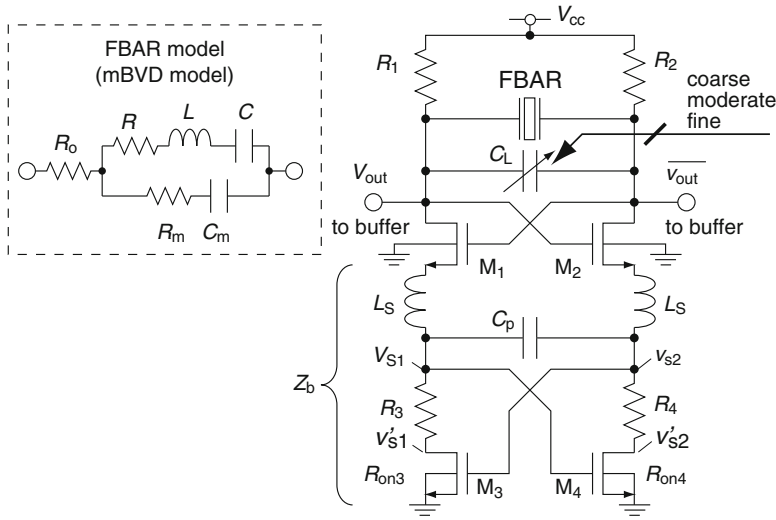 FBAR model
(mBVD model)
R
L
C
Ro
Rm
Cm
Vcc
R1
R2
FBAR
coarse
moderate
fine
CL
Vout
vout
to buffer
to buffer
M1
M2
LS
LS
Cp
Zb
VS1
vs2
R3
R4
v's1
v's2
Ron3
Ron4
M3
M4